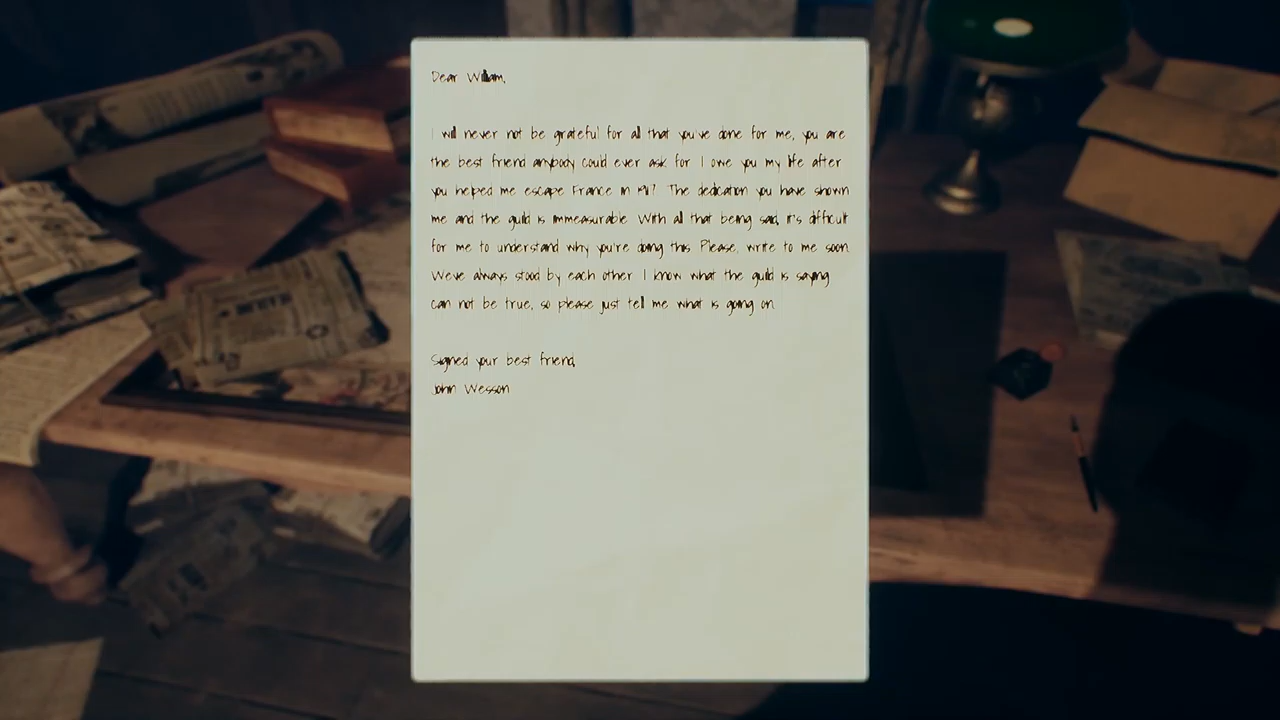 Dear William,
I will never not be grateful for all that you've done for me, you are
the best friend anybody could ever ask for. I owe you my life after
you helped me escape France in 1917. The dedication you have shown
me and the guild is immeasurable. With all that being said, it's difficult
for me to understand why you're doing this. Please, write to me soon.
We've always stood by each other. I know what the guild is saying
can not be true, so please just tell me what is going on.
Signed your best friend,
John Wesson